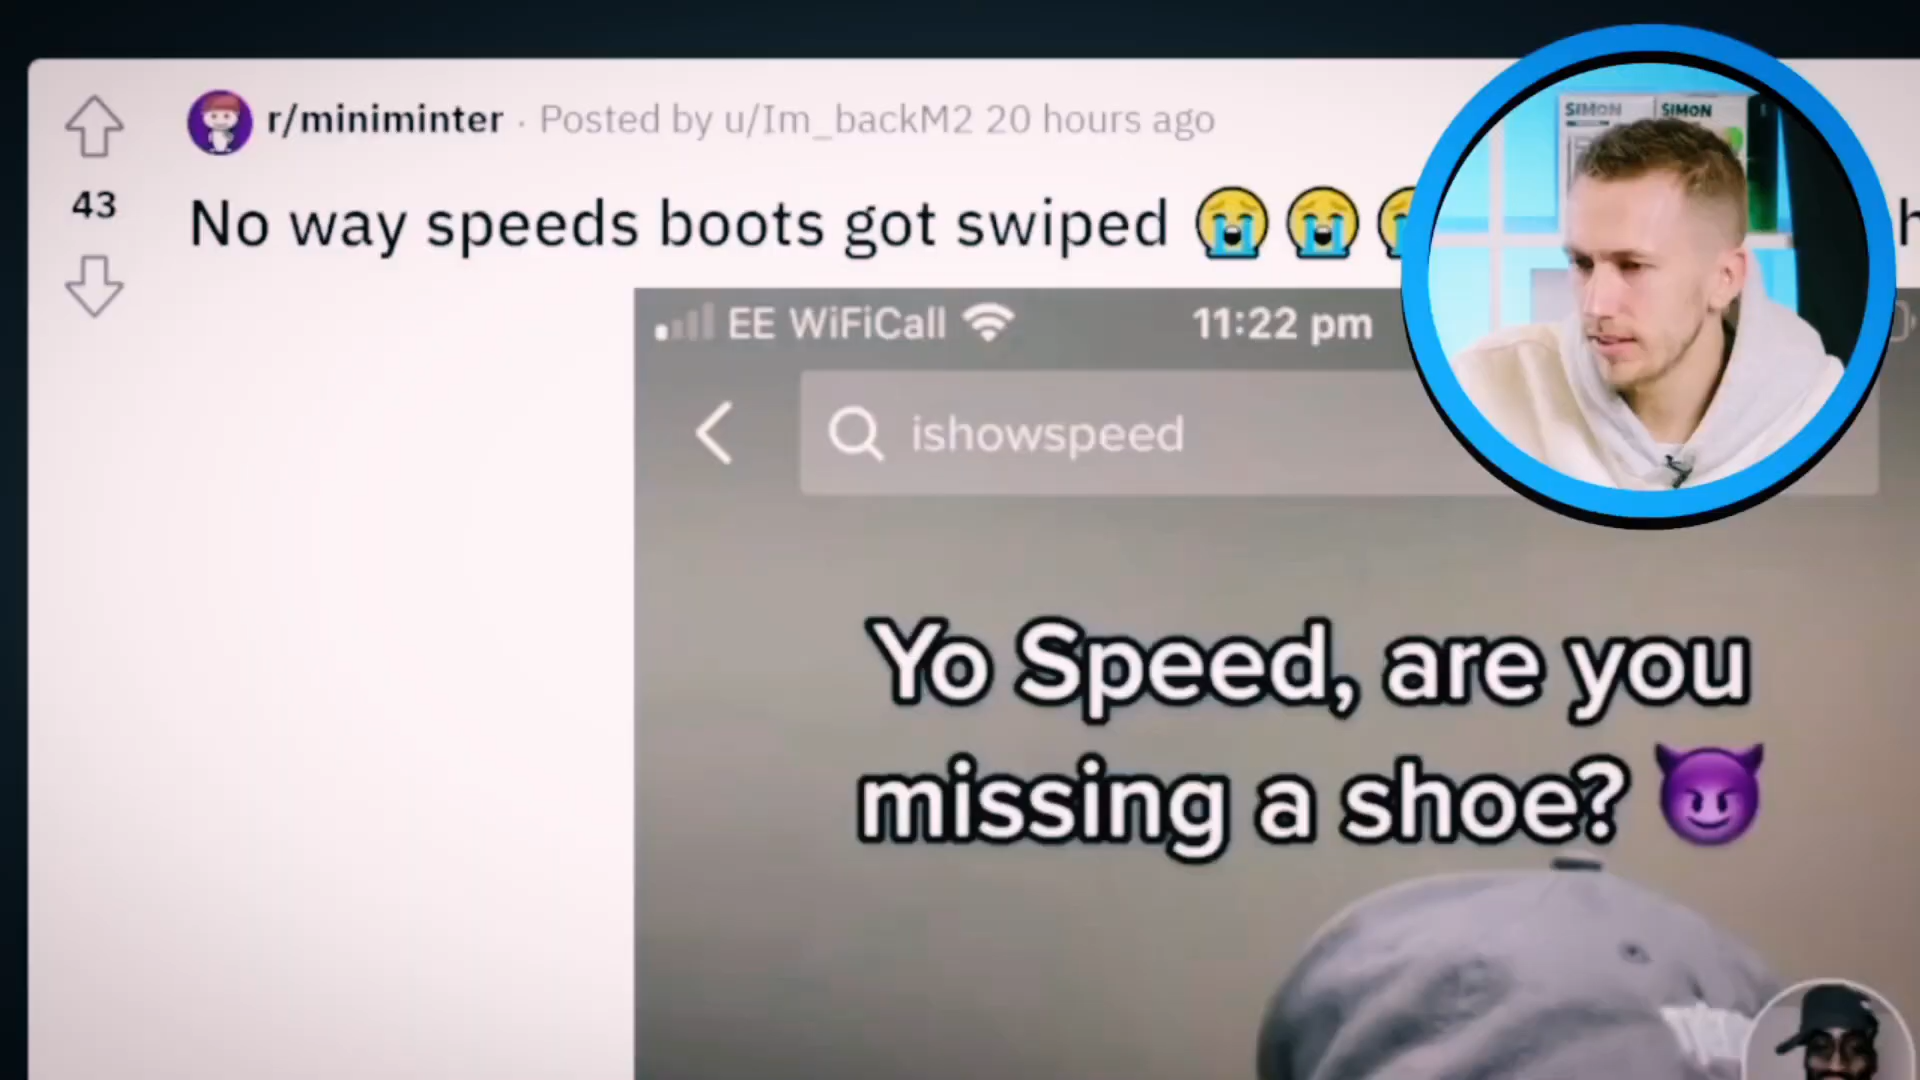 r/miniminter · Posted by u/Im_backM2 20 hours ago
43
No way speeds boots got swiped 😭😭
EE WiFiCall 11:22 pm
ishowspeed
SIMON SIMON
Yo Speed, are you
missing a shoe? 😈